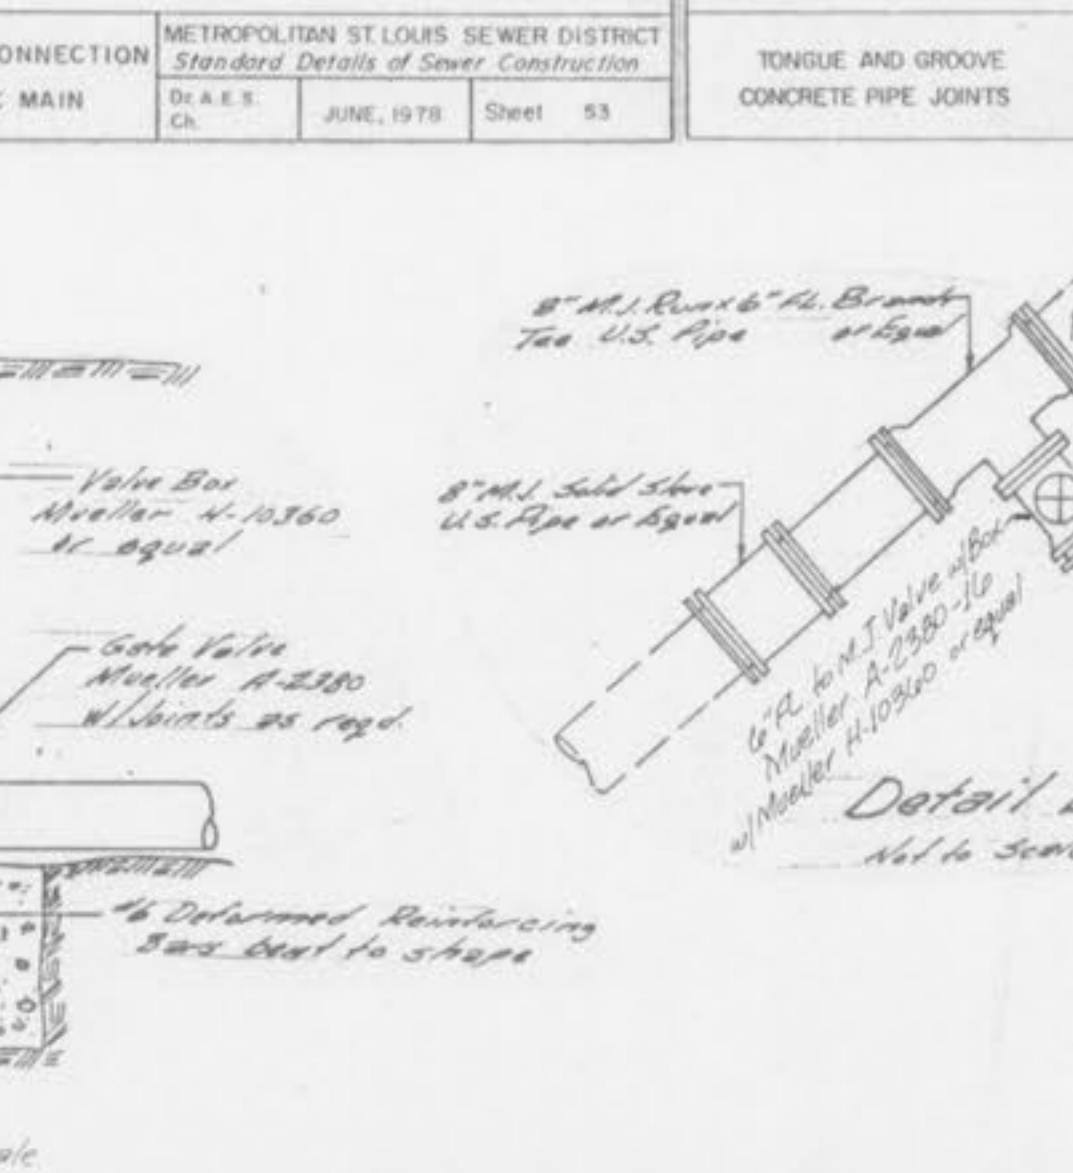 ONNECTION
MAIN
METROPOLITAN ST. LOUIS SEWER DISTRICT
Standard Details of Sewer Construction
Dr. A.E.S.
Ch.
JUNE, 1978
Sheet 53
TONGUE AND GROOVE
CONCRETE PIPE JOINTS
8" M.J. Run x 6" FL. Branch
Tee U.S. Pipe or Equal
Valve Box
Mueller H-10360
or equal
8" M.J. Solid Sleve
U.S. Pipe or Equal
Gate Valve
Mueller A-2380
w/Joints as reqd.
6" FL to M.J. Valve w/Box
Mueller A-2380-16
w/Mueller H-10360 or equal
Detail
Not to Scale
#6 Deformed Reinforcing
Bars bent to shape
ale